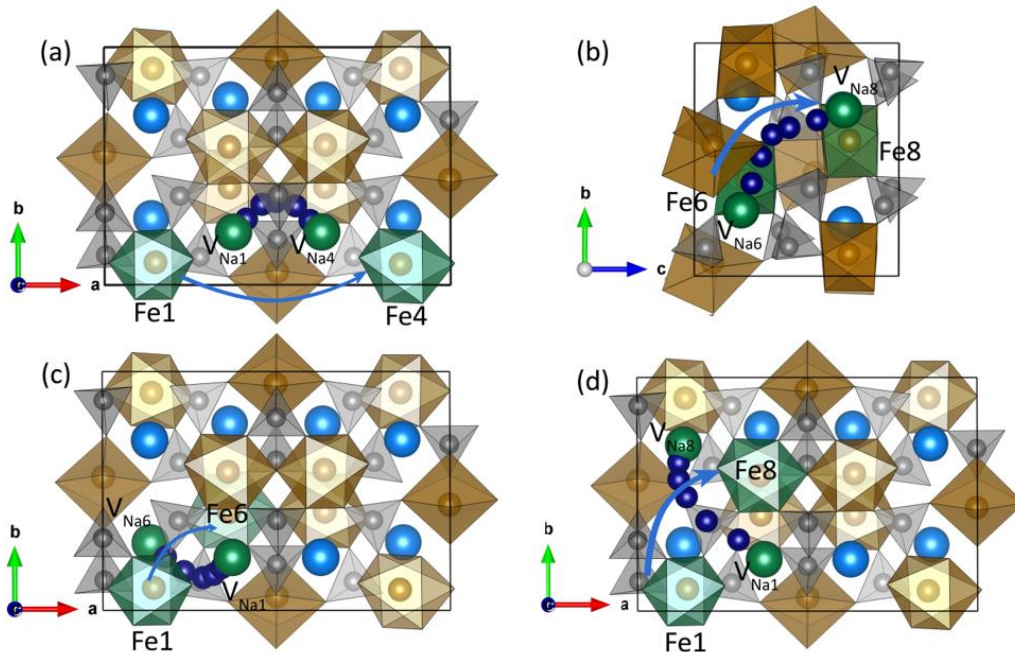 (a)
V Na1
V Na4
b
a
Fe1
Fe4
(b)
V Na8
Fe8
Fe6
V Na6
b
c
(c)
V Na6
Fe6
V Na1
b
a
Fe1
(d)
V Na8
Fe8
V Na1
b
a
Fe1